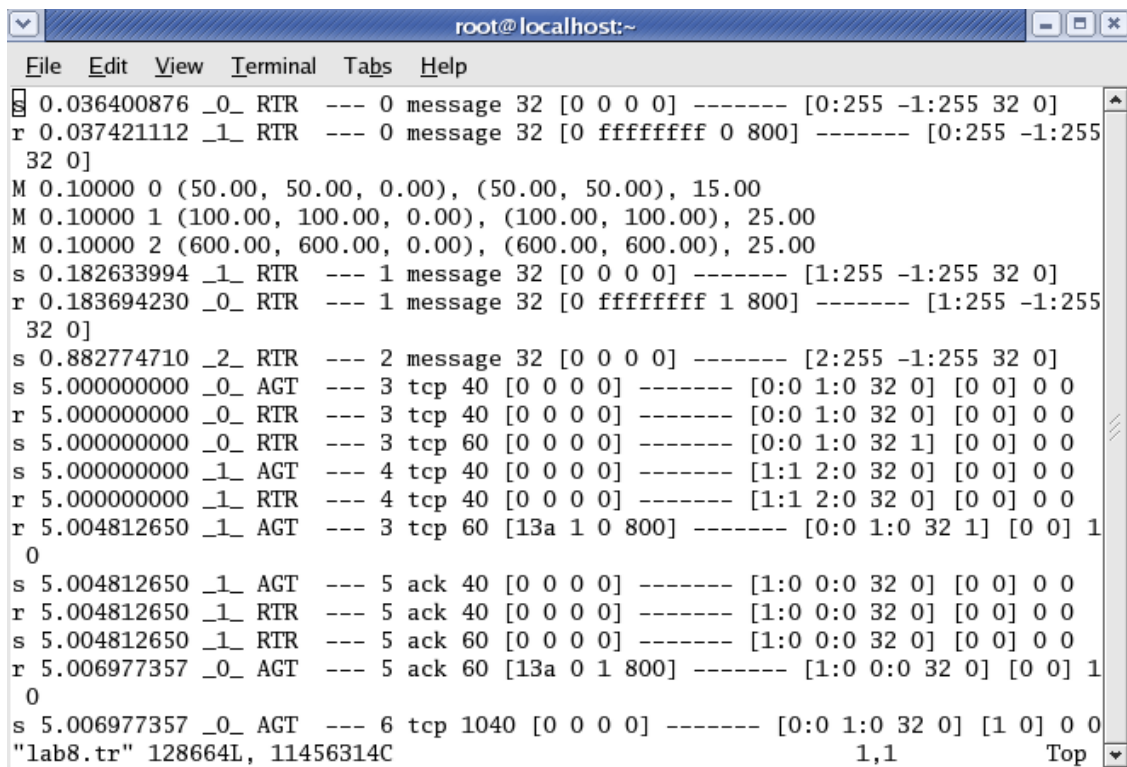 root@localhost:~
File Edit View Terminal Tabs Help
s 0.036400876 _0_ RTR  --- 0 message 32 [0 0 0 0] ------- [0:255 -1:255 32 0]
r 0.037421112 _1_ RTR  --- 0 message 32 [0 ffffffff 0 800] ------- [0:255 -1:255
 32 0]
M 0.10000 0 (50.00, 50.00, 0.00), (50.00, 50.00), 15.00
M 0.10000 1 (100.00, 100.00, 0.00), (100.00, 100.00), 25.00
M 0.10000 2 (600.00, 600.00, 0.00), (600.00, 600.00), 25.00
s 0.182633994 _1_ RTR  --- 1 message 32 [0 0 0 0] ------- [1:255 -1:255 32 0]
r 0.183694230 _0_ RTR  --- 1 message 32 [0 ffffffff 1 800] ------- [1:255 -1:255
 32 0]
s 0.882774710 _2_ RTR  --- 2 message 32 [0 0 0 0] ------- [2:255 -1:255 32 0]
s 5.000000000 _0_ AGT  --- 3 tcp 40 [0 0 0 0] ------- [0:0 1:0 32 0] [0 0] 0 0
r 5.000000000 _0_ RTR  --- 3 tcp 40 [0 0 0 0] ------- [0:0 1:0 32 0] [0 0] 0 0
s 5.000000000 _0_ RTR  --- 3 tcp 60 [0 0 0 0] ------- [0:0 1:0 32 1] [0 0] 0 0
s 5.000000000 _1_ AGT  --- 4 tcp 40 [0 0 0 0] ------- [1:1 2:0 32 0] [0 0] 0 0
r 5.000000000 _1_ RTR  --- 4 tcp 40 [0 0 0 0] ------- [1:1 2:0 32 0] [0 0] 0 0
r 5.004812650 _1_ AGT  --- 3 tcp 60 [13a 1 0 800] ------- [0:0 1:0 32 1] [0 0] 1
 0
s 5.004812650 _1_ AGT  --- 5 ack 40 [0 0 0 0] ------- [1:0 0:0 32 0] [0 0] 0 0
r 5.004812650 _1_ RTR  --- 5 ack 40 [0 0 0 0] ------- [1:0 0:0 32 0] [0 0] 0 0
s 5.004812650 _1_ RTR  --- 5 ack 60 [0 0 0 0] ------- [1:0 0:0 32 0] [0 0] 0 0
r 5.006977357 _0_ AGT  --- 5 ack 60 [13a 0 1 800] ------- [1:0 0:0 32 0] [0 0] 1
 0
s 5.006977357 _0_ AGT  --- 6 tcp 1040 [0 0 0 0] ------- [0:0 1:0 32 0] [1 0] 0 0
"lab8.tr" 128664L, 11456314C 1,1 Top